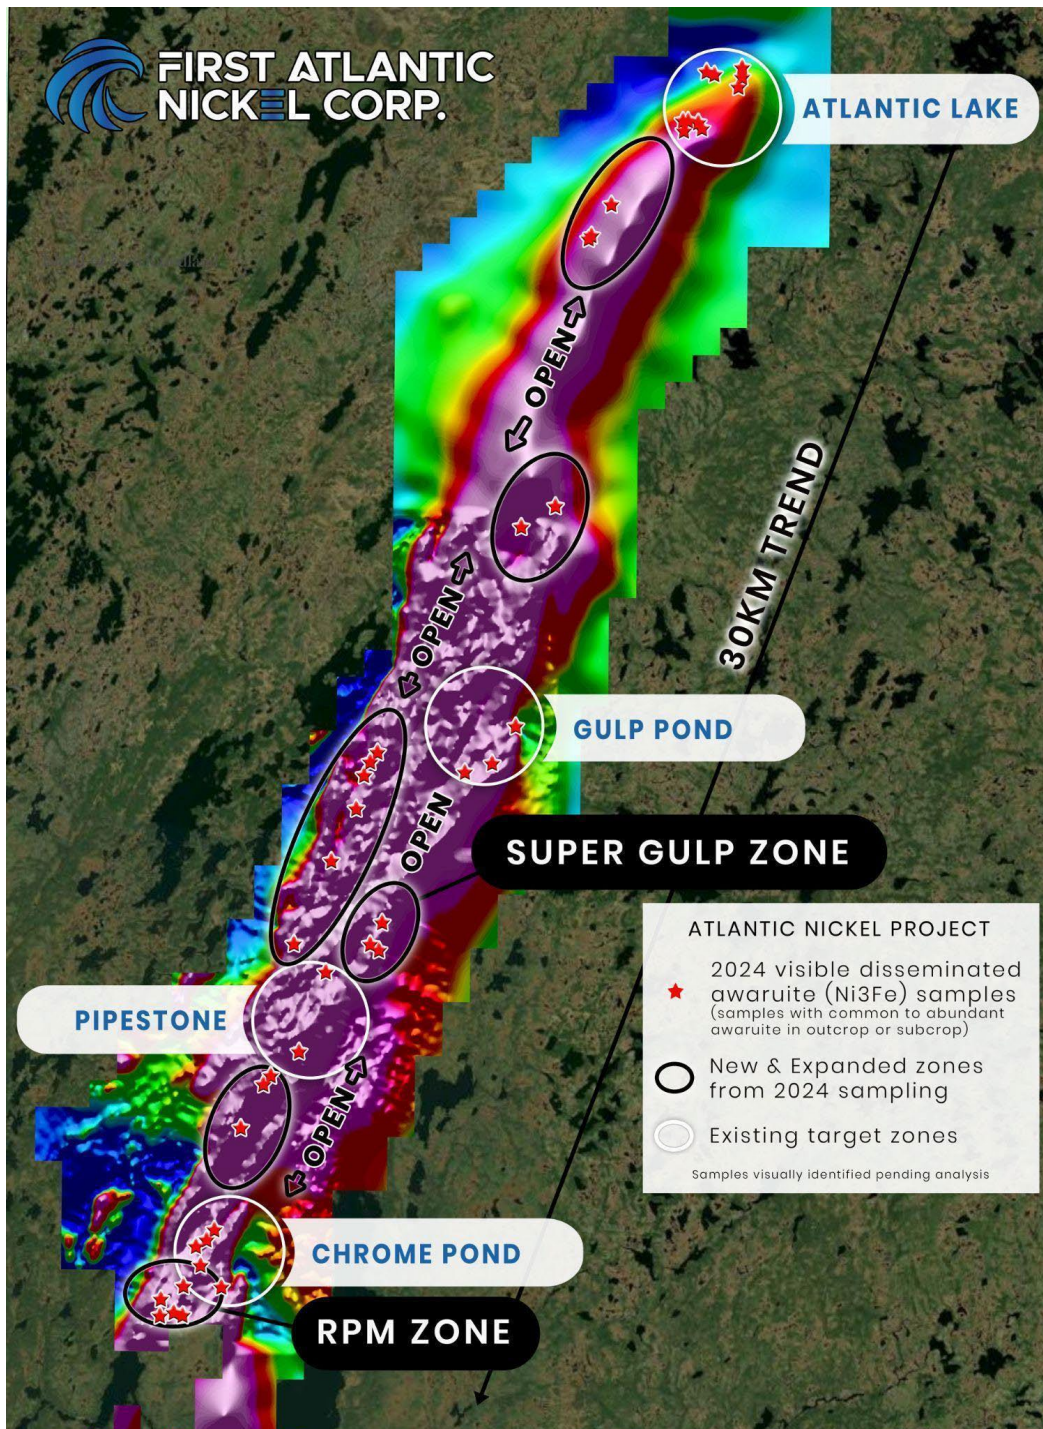 FIRST ATLANTIC
NICKEL CORP.
ATLANTIC LAKE
OPEN
30KM TREND
OPEN
GULP POND
OPEN
SUPER GULP ZONE
ATLANTIC NICKEL PROJECT
2024 visible disseminated
awaruite (Ni3Fe) samples
(samples with common to abundant
awaruite in outcrop or subcrop)
New & Expanded zones
from 2024 sampling
Existing target zones
Samples visually identified pending analysis
PIPESTONE
OPEN
CHROME POND
RPM ZONE